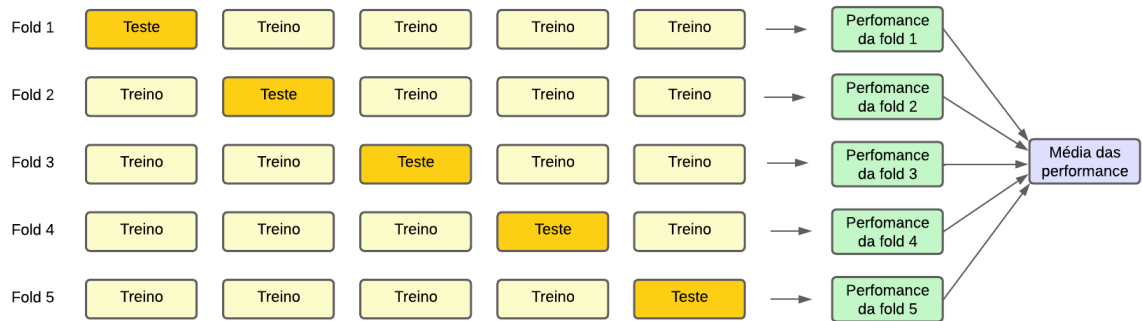 Fold 1 Teste Treino Treino Treino Treino Perfomance
da fold 1
Fold 2 Treino Teste Treino Treino Treino Perfomance
da fold 2
Fold 3 Treino Treino Teste Treino Treino Perfomance
da fold 3
Média das
performance
Fold 4 Treino Treino Treino Teste Treino Perfomance
da fold 4
Fold 5 Treino Treino Treino Treino Teste Perfomance
da fold 5